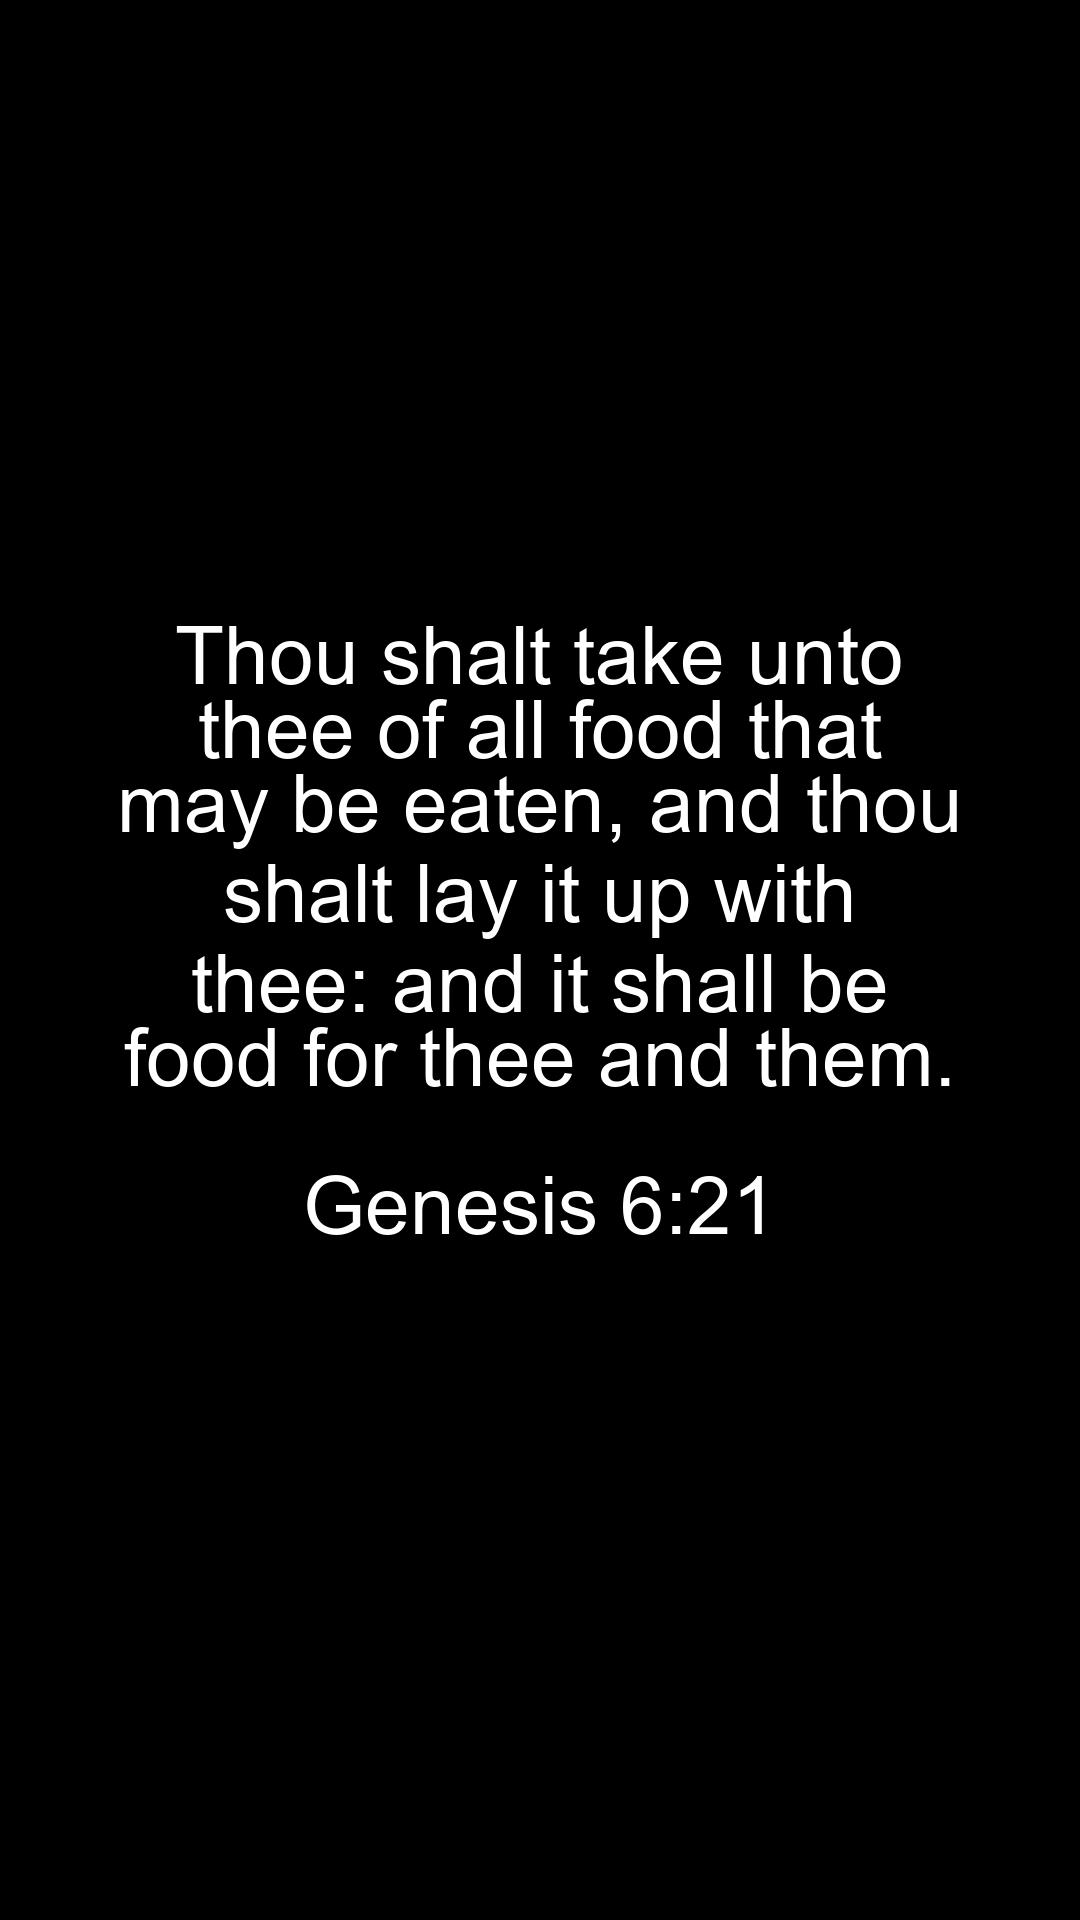 Thou shalt take unto
thee of all food that
may be eaten, and thou
shalt lay it up with
thee: and it shall be
food for thee and them.
Genesis 6:21